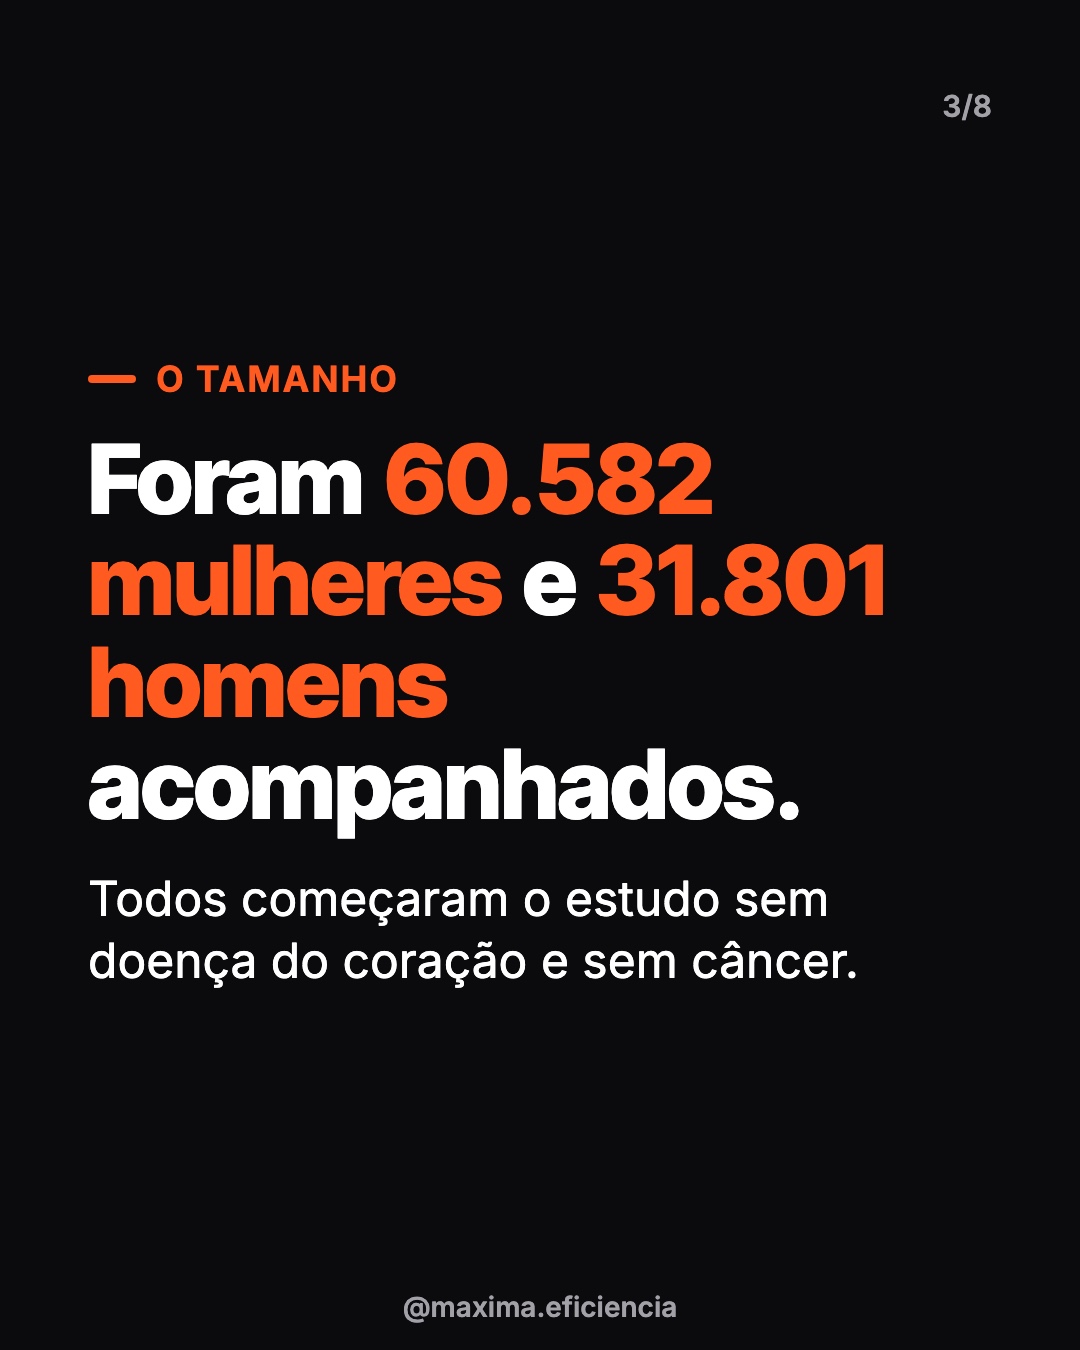 3/8
O TAMANHO
Foram 60.582
mulheres e 31.801
homens
acompanhados.
Todos começaram o estudo sem
doença do coração e sem câncer.
@maxima.eficiencia